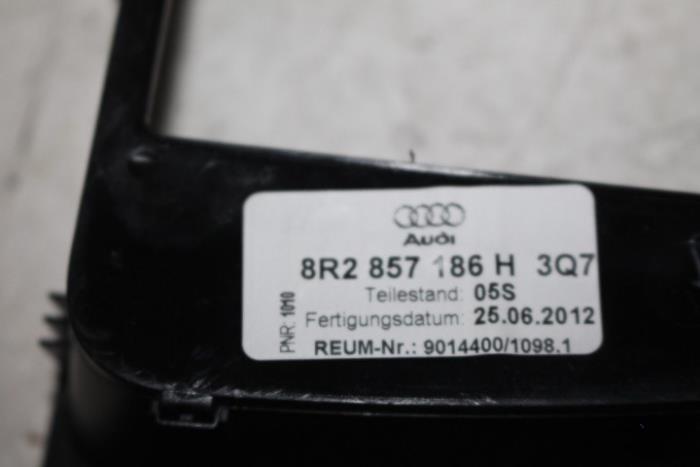 Audi
8R2 857 186 H 3Q7
Teilestand: 05S
Fertigungsdatum: 25.06.2012
REUM-Nr.: 9014400/1098.1
PNR: 1010